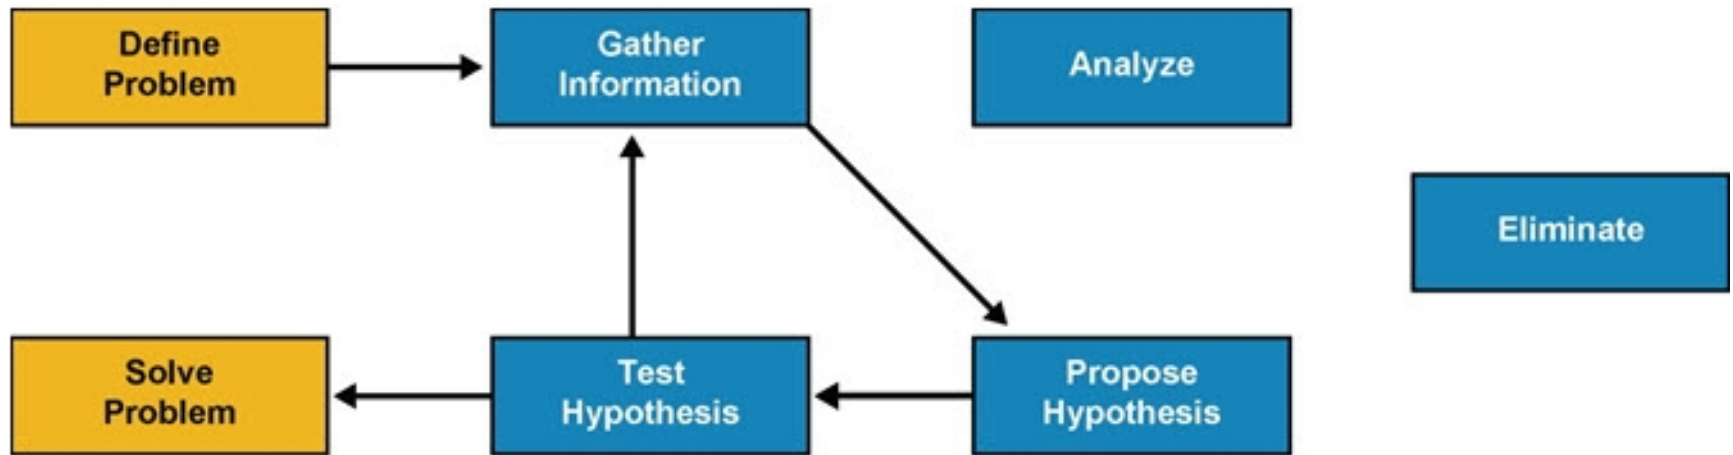 Define
Problem
Gather
Information
Analyze
Eliminate
Solve
Problem
Test
Hypothesis
Propose
Hypothesis